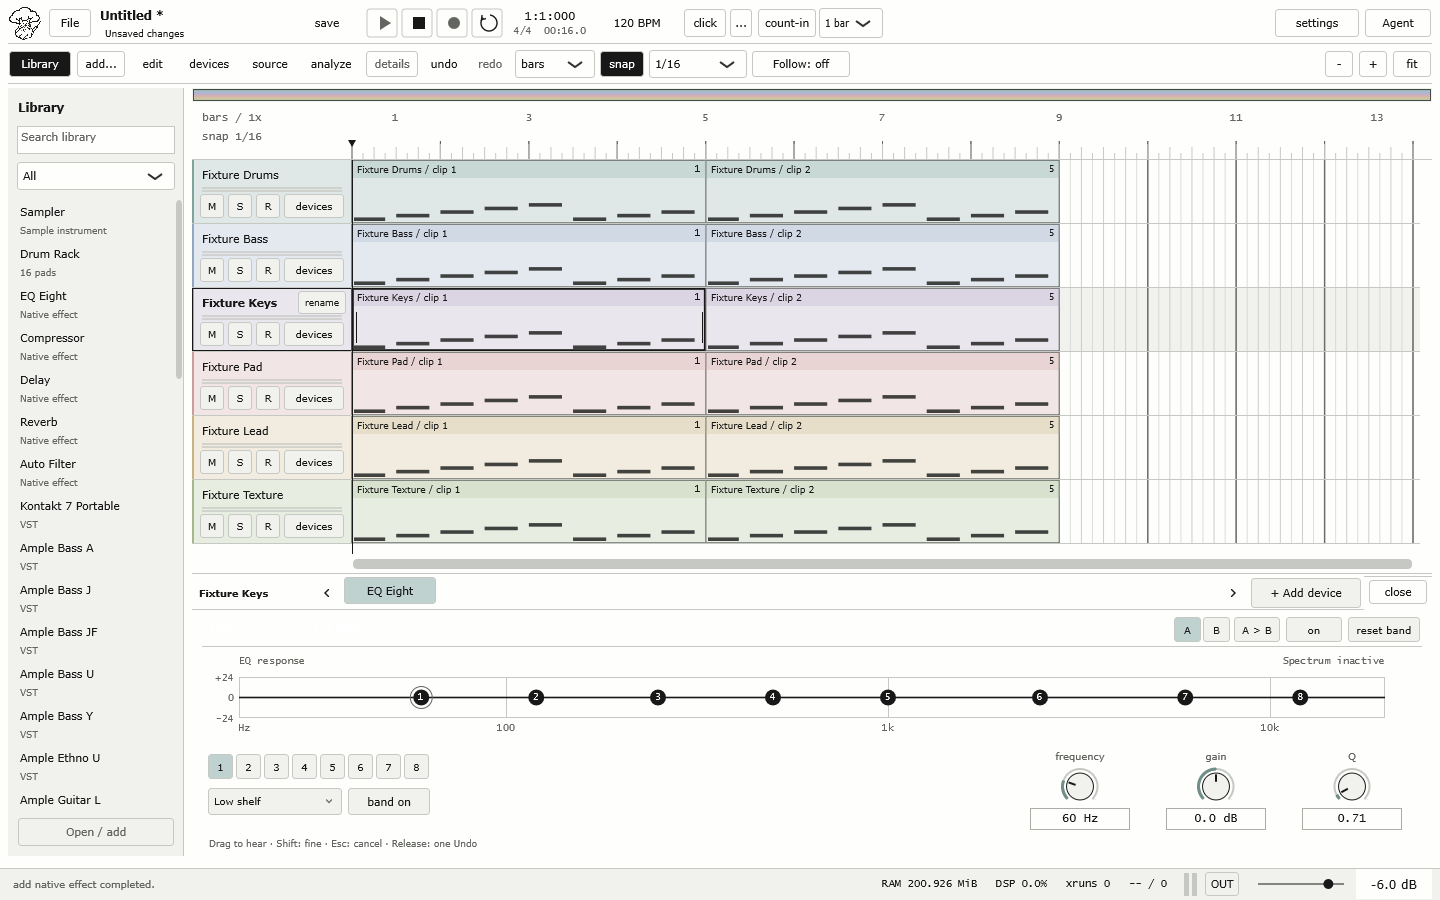 File
Untitled *
Unsaved changes
save
1:1:000
4/4 00:16.0
120 BPM
click
...
count-in
1 bar
settings
Agent
Library
add...
edit
devices
source
analyze
details
undo
redo
bars
snap
1/16
Follow: off
-
+
fit
Library
Search library
All
Sampler
Sample instrument
Drum Rack
16 pads
EQ Eight
Native effect
Compressor
Native effect
Delay
Native effect
Reverb
Native effect
Auto Filter
Native effect
Kontakt 7 Portable
VST
Ample Bass A
VST
Ample Bass J
VST
Ample Bass JF
VST
Ample Bass U
VST
Ample Bass Y
VST
Ample Ethno U
VST
Ample Guitar L
Open / add
bars / 1x
snap 1/16
1 3 5 7 9 11 13
Fixture Drums
M S R devices
Fixture Drums / clip 1 1
Fixture Drums / clip 2 5
Fixture Bass
M S R devices
Fixture Bass / clip 1 1
Fixture Bass / clip 2 5
Fixture Keys
rename
M S R devices
Fixture Keys / clip 1 1
Fixture Keys / clip 2 5
Fixture Pad
M S R devices
Fixture Pad / clip 1 1
Fixture Pad / clip 2 5
Fixture Lead
M S R devices
Fixture Lead / clip 1 1
Fixture Lead / clip 2 5
Fixture Texture
M S R devices
Fixture Texture / clip 1 1
Fixture Texture / clip 2 5
Fixture Keys
<
EQ Eight
>
+ Add device
close
A
B
A > B
on
reset band
EQ response
Spectrum inactive
+24
0
-24
1 2 3 4 5 6 7 8
Hz 100 1k 10k
1 2 3 4 5 6 7 8
Low shelf
band on
frequency
60 Hz
gain
0.0 dB
Q
0.71
Drag to hear · Shift: fine · Esc: cancel · Release: one Undo
add native effect completed.
RAM 200.926 MiB
DSP 0.0%
xruns 0
-- / 0
OUT
-6.0 dB